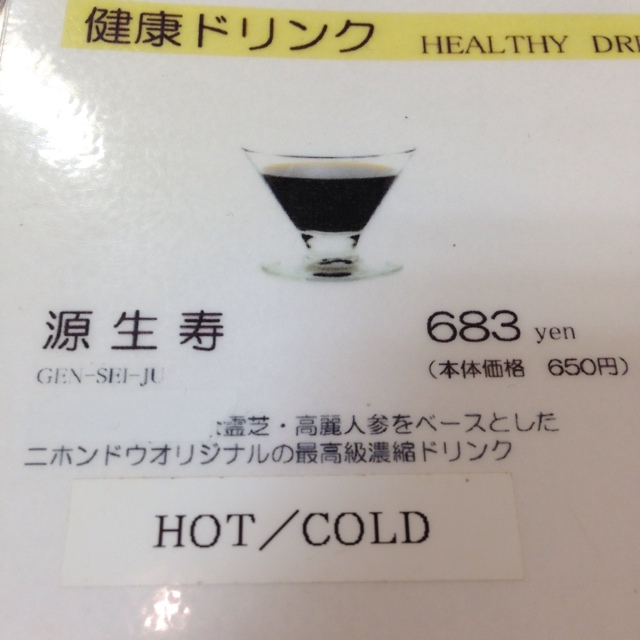 健康ドリンク HEALTHY
源生寿 683 yen
GEN-SEI-JU (本体価格 650円)
霊芝・高麗人参をベースとした
ニホンドウオリジナルの最高級濃縮ドリンク
HOT/COLD